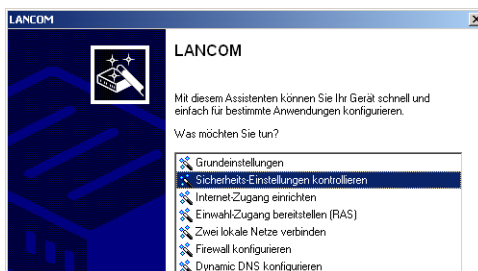 LANCOM
LANCOM
Mit diesem Assistenten können Sie Ihr Gerät schnell und
einfach für bestimmte Anwendungen konfigurieren.
Was möchten Sie tun?
Grundeinstellungen
Sicherheits-Einstellungen kontrollieren
Internet-Zugang einrichten
Einwahl-Zugang bereitstellen (RAS)
Zwei lokale Netze verbinden
Firewall konfigurieren
Dynamic DNS konfigurieren